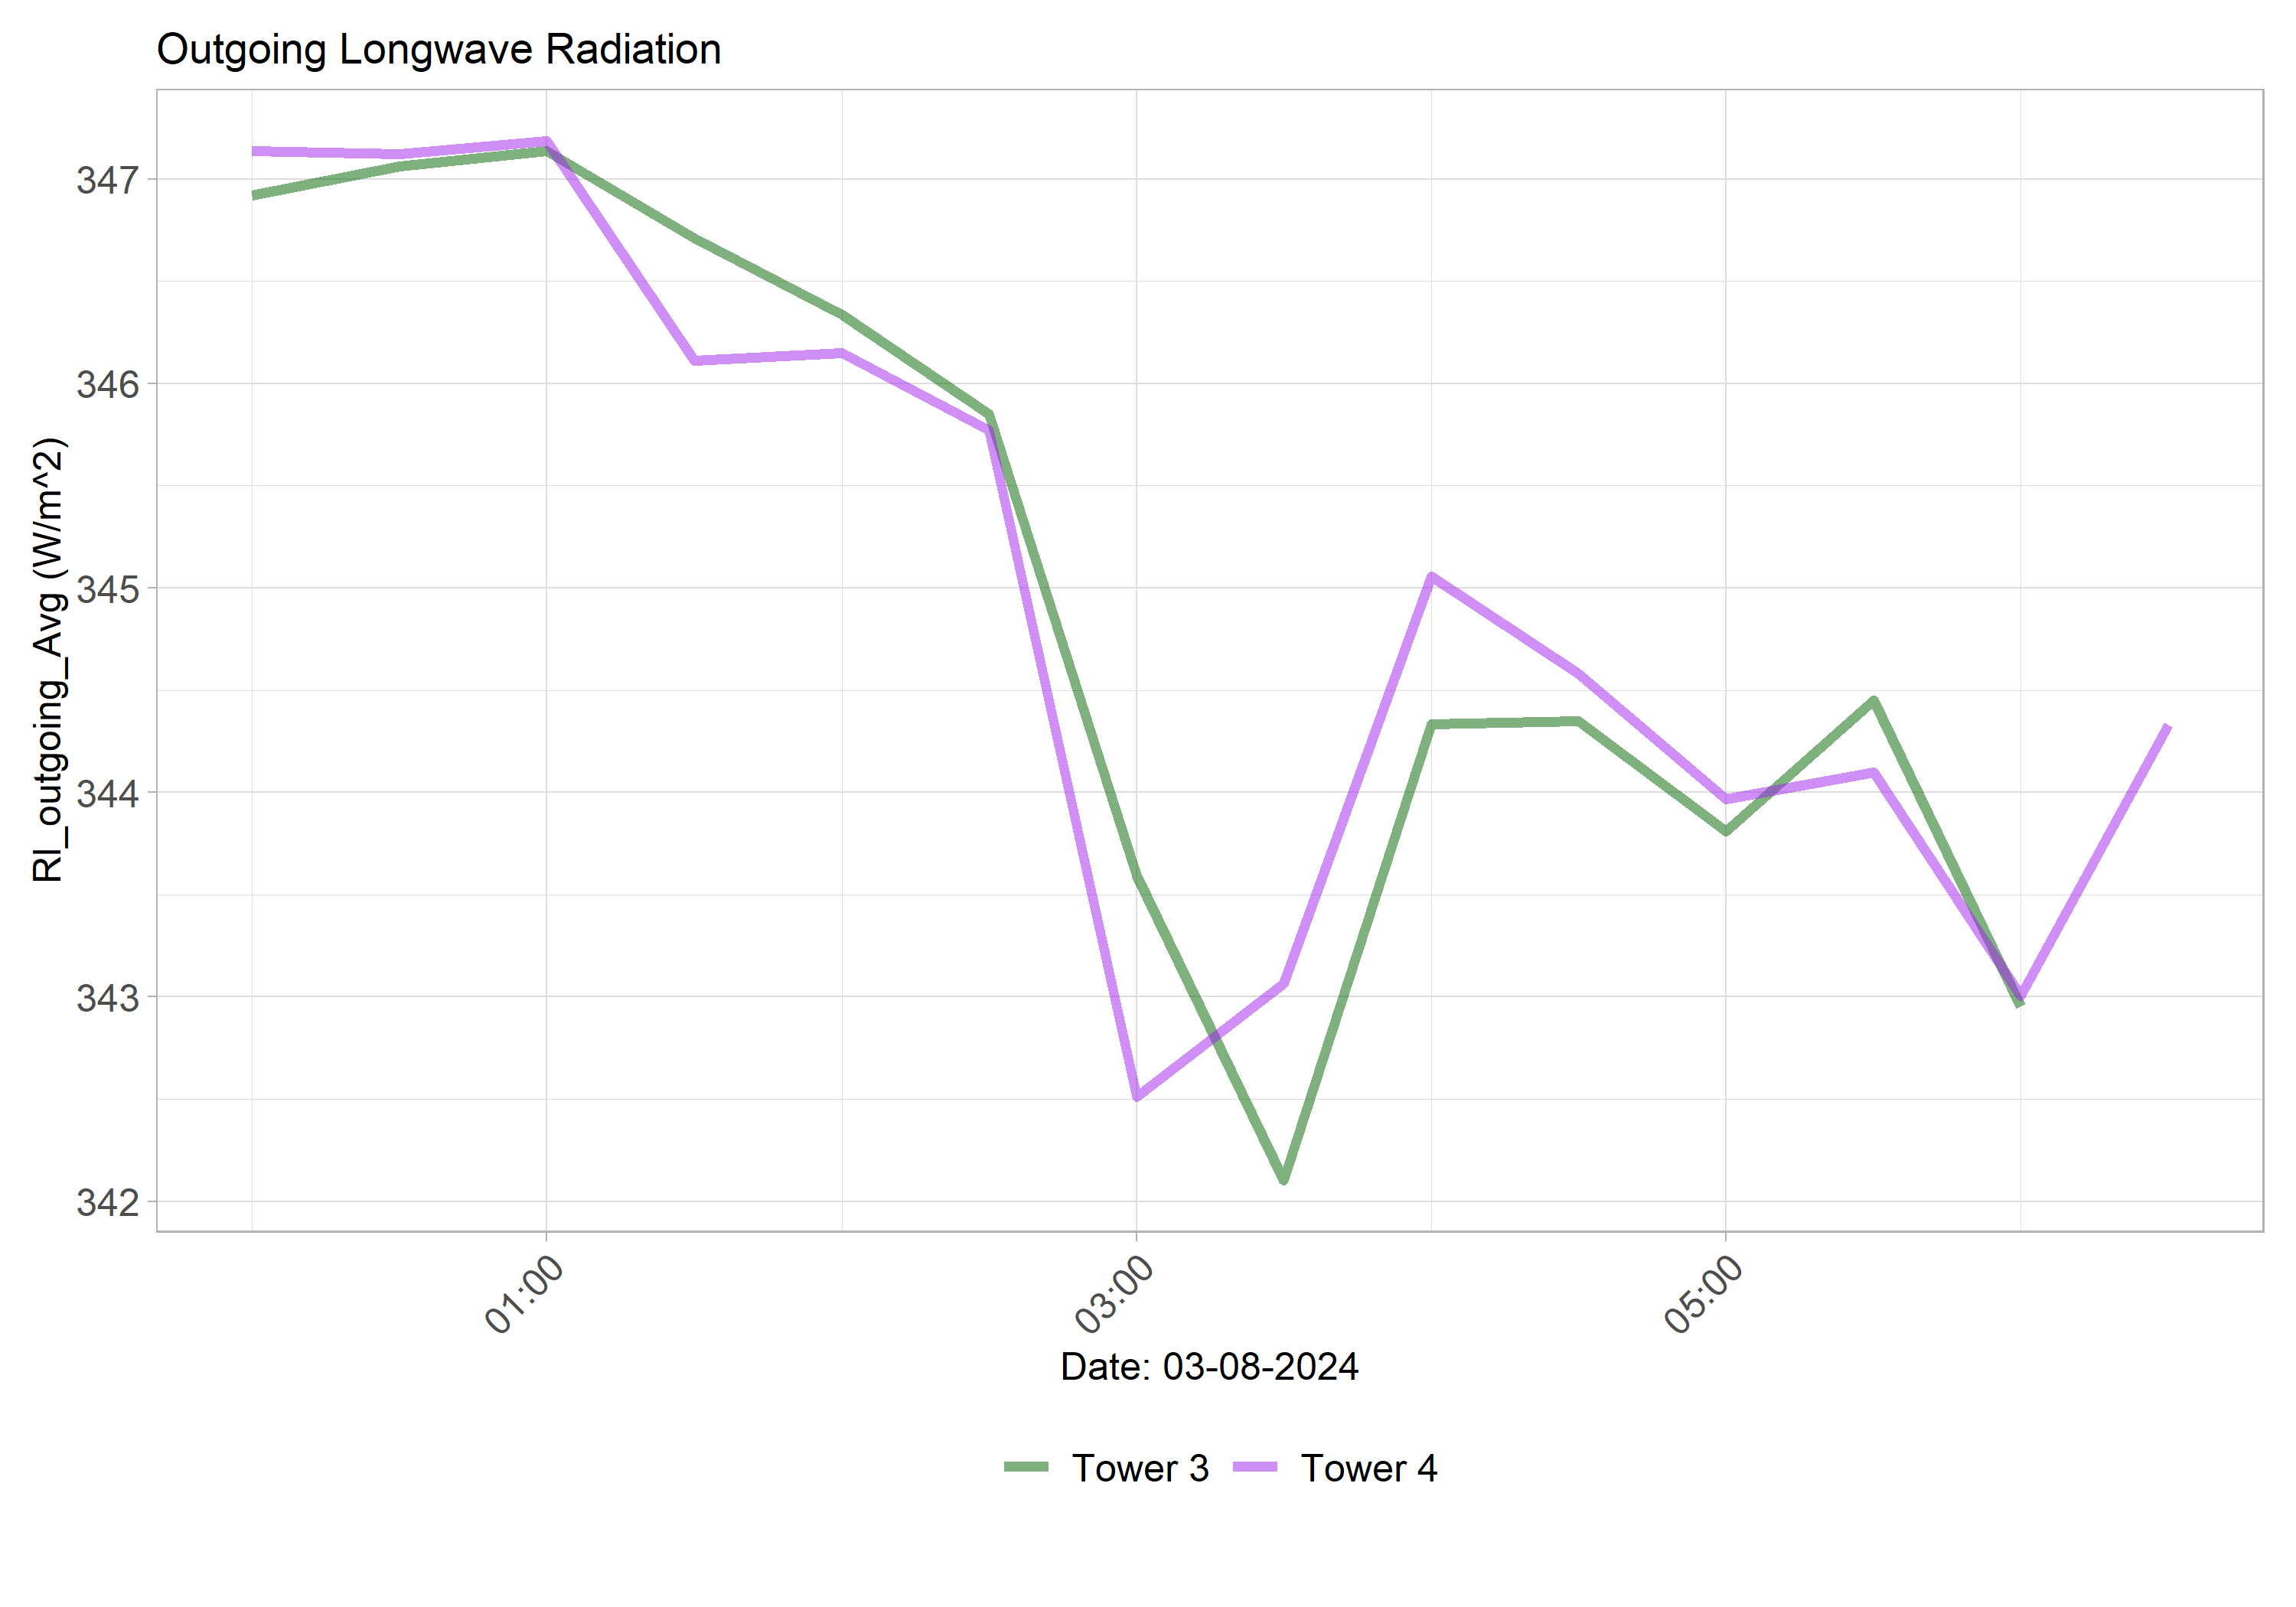 Outgoing Longwave Radiation
Rl_outgoing_Avg (W/m^2)
347
346
345
344
343
342
01:00
03:00
05:00
Date: 03-08-2024
Tower 3
Tower 4